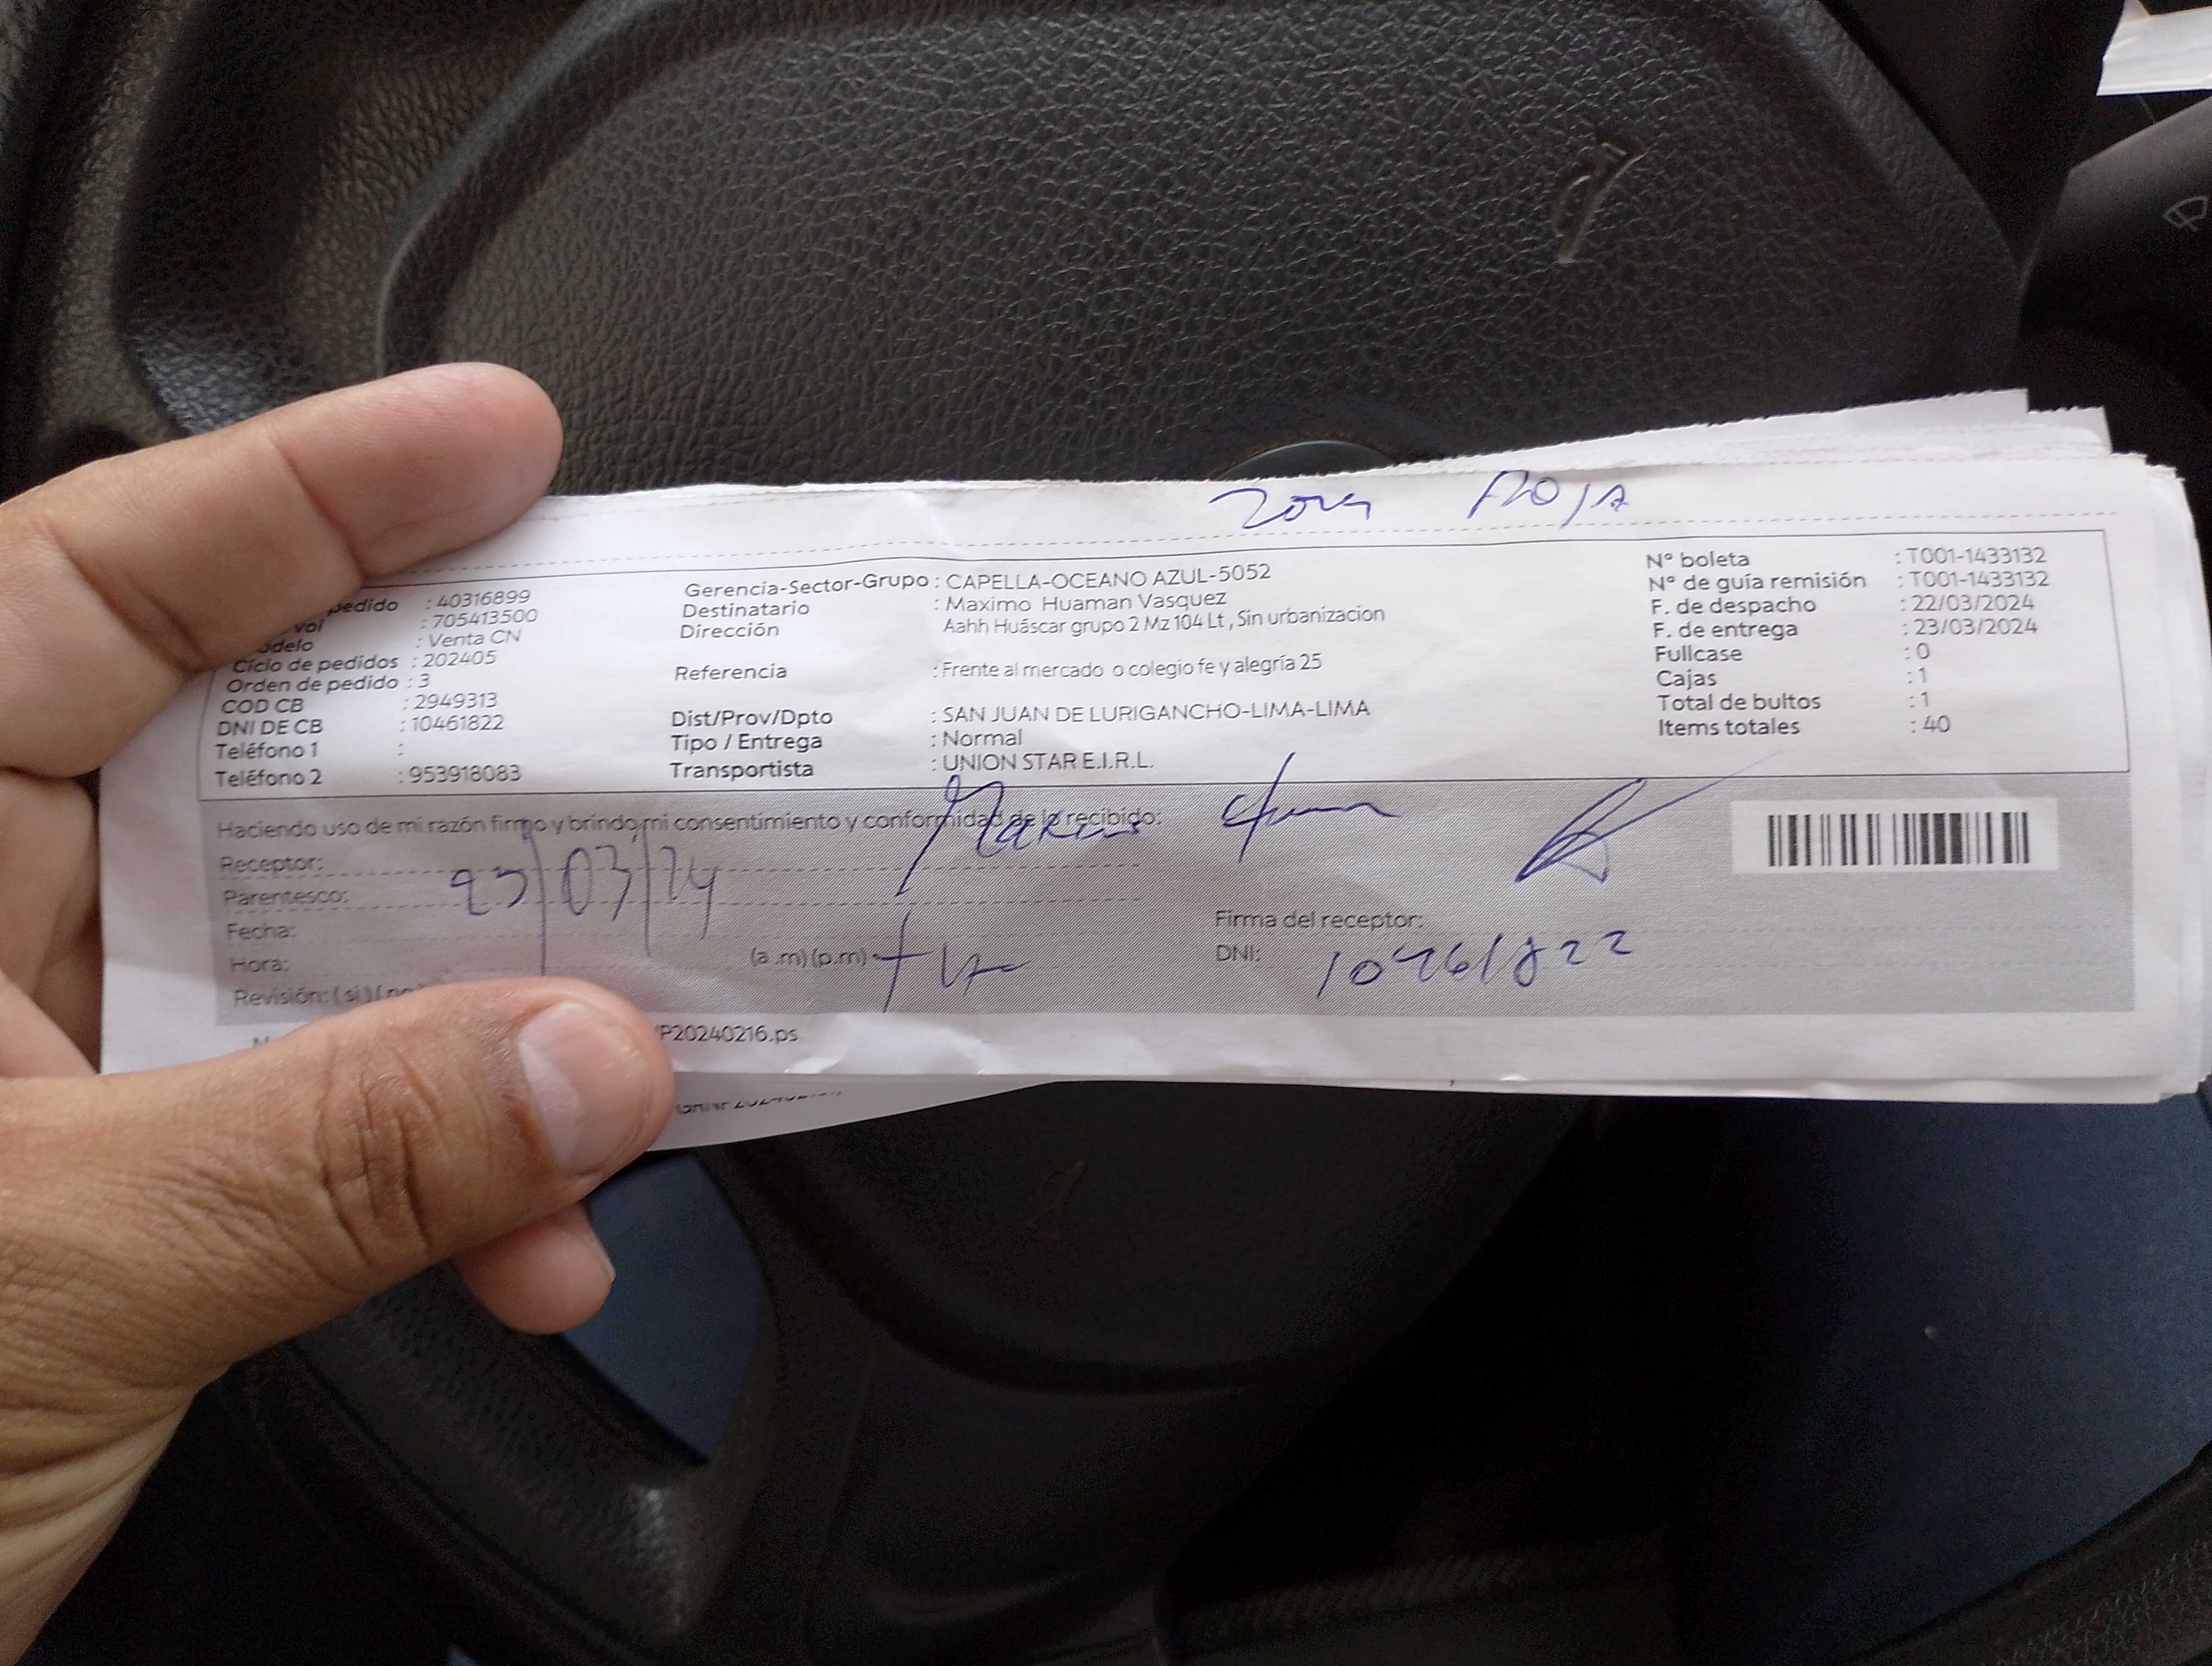 Zona ROJA
pedido : 40316899
vol : 705413500
: Venta CN
Ciclo de pedidos : 202405
Orden de pedido : 3
COD CB : 2949313
DNI DE CB : 10461822
Teléfono 1 :
Teléfono 2 : 953918083
Gerencia-Sector-Grupo : CAPELLA-OCEANO AZUL-5052
Destinatario : Maximo Huaman Vasquez
Dirección Aahh Huáscar grupo 2 Mz 104 Lt , Sin urbanizacion
Referencia : Frente al mercado o colegio fe y alegría 25
Dist/Prov/Dpto : SAN JUAN DE LURIGANCHO-LIMA-LIMA
Tipo / Entrega : Normal
Transportista : UNION STAR E.I.R.L.
Nº boleta : T001-1433132
Nº de guía remisión : T001-1433132
F. de despacho : 22/03/2024
F. de entrega : 23/03/2024
Fullcase : 0
Cajas : 1
Total de bultos : 1
Items totales : 40
Haciendo uso de mi razón firmo y brindo mi consentimiento y conformidad de lo recibido:
Receptor:
Parentesco: 23/03/24
Fecha:
Hora: (a.m)(p.m)
Revisión: (si)
Firma del receptor:
DNI: 10461822
P20240216.ps